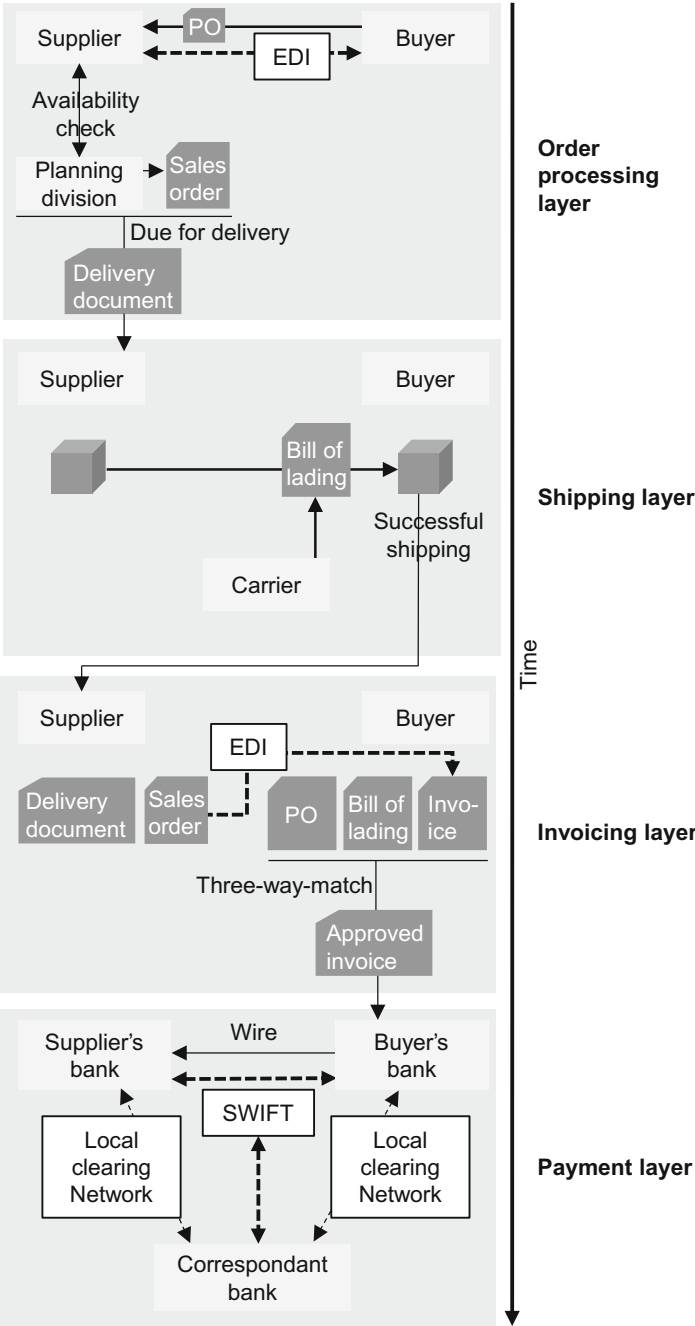 PO
Supplier
Buyer
EDI
Availability
check
Planning
division
Sales
order
Order
processing
layer
Due for delivery
Delivery
document
Supplier
Buyer
Bill of
lading
Shipping layer
Successful
shipping
Carrier
Time
Supplier
Buyer
EDI
Delivery
document
Sales
order
PO
Bill of
lading
Invo-
ice
Invoicing layer
Three-way-match
Approved
invoice
Supplier's
bank
Wire
Buyer's
bank
SWIFT
Local
clearing
Network
Local
clearing
Network
Payment layer
Correspondant
bank